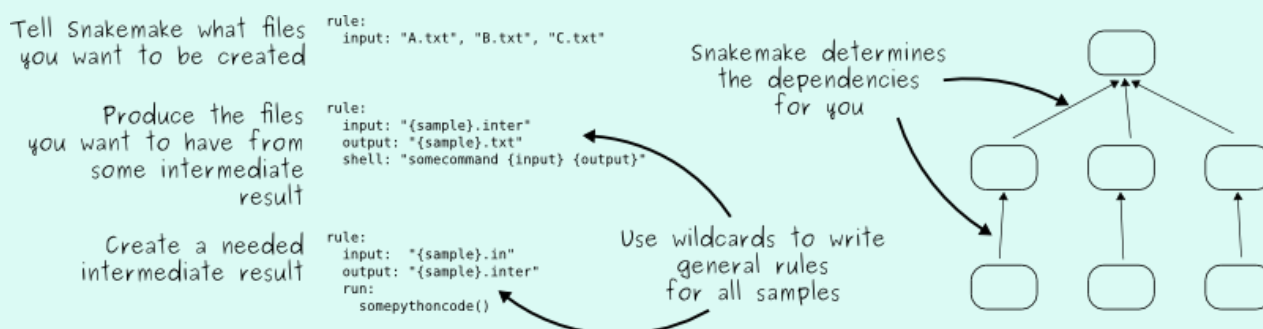 Tell Snakemake what files
you want to be created
rule:
input: "A.txt", "B.txt", "C.txt"
Produce the files
you want to have from
some intermediate
result
rule:
input: "{sample}.inter"
output: "{sample}.txt"
shell: "somecommand {input} {output}"
Create a needed
intermediate result
rule:
input: "{sample}.in"
output: "{sample}.inter"
run:
somepythoncode()
Use wildcards to write
general rules
for all samples
Snakemake determines
the dependencies
for you